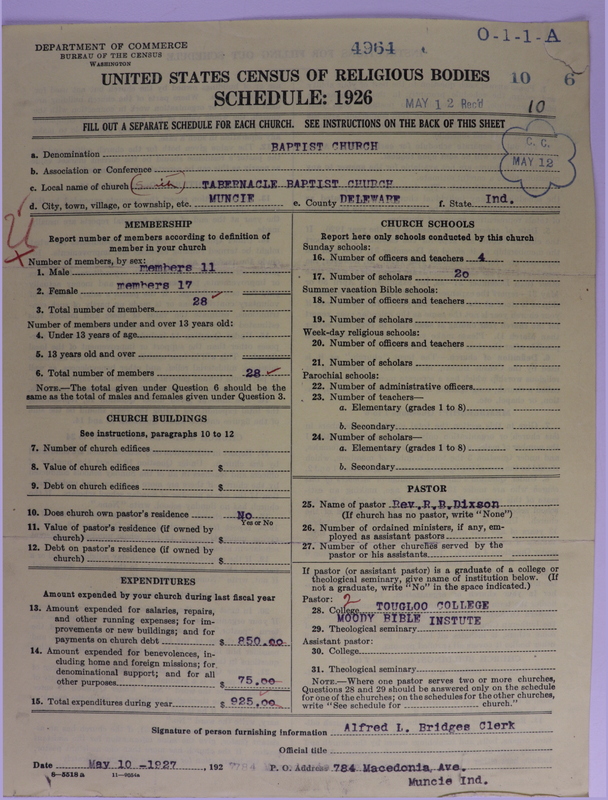 DEPARTMENT OF COMMERCE
BUREAU OF THE CENSUS
WASHINGTON
4964
O-1-1-A
UNITED STATES CENSUS OF RELIGIOUS BODIES
10 6
SCHEDULE: 1926
MAY 12 Rec'd
10
FILL OUT A SEPARATE SCHEDULE FOR EACH CHURCH. SEE INSTRUCTIONS ON THE BACK OF THIS SHEET
C. C.
MAY 12
a. Denomination BAPTIST CHURCH
b. Association or Conference
c. Local name of church TABERNACLE BAPTIST CHURCH
d. City, town, village, or township, etc. MUNCIE e. County DELEWARE f. State Ind.
MEMBERSHIP
Report number of members according to definition of
member in your church
Number of members, by sex:
1. Male members 11
2. Female members 17
3. Total number of members 28
Number of members under and over 13 years old:
4. Under 13 years of age
5. 13 years old and over
6. Total number of members 28
NOTE.—The total given under Question 6 should be the
same as the total of males and females given under Question 3.
CHURCH BUILDINGS
See instructions, paragraphs 10 to 12
7. Number of church edifices
8. Value of church edifices $
9. Debt on church edifices $
10. Does church own pastor's residence No
Yes or No
11. Value of pastor's residence (if owned by
church) $
12. Debt on pastor's residence (if owned by
church) $
EXPENDITURES
Amount expended by your church during last fiscal year
13. Amount expended for salaries, repairs,
and other running expenses; for im-
provements or new buildings; and for
payments on church debt $ 850.00
14. Amount expended for benevolences, in-
cluding home and foreign missions; for
denominational support; and for all
other purposes $ 75.00
15. Total expenditures during year $ 925.00
CHURCH SCHOOLS
Report here only schools conducted by this church
Sunday schools:
16. Number of officers and teachers 4
17. Number of scholars 20
Summer vacation Bible schools:
18. Number of officers and teachers
19. Number of scholars
Week-day religious schools:
20. Number of officers and teachers
21. Number of scholars
Parochial schools:
22. Number of administrative officers
23. Number of teachers—
a. Elementary (grades 1 to 8)
b. Secondary
24. Number of scholars—
a. Elementary (grades 1 to 8)
b. Secondary
PASTOR
25. Name of pastor Rev.R.B.Dixson
(If church has no pastor, write "None")
26. Number of ordained ministers, if any, em-
ployed as assistant pastors
27. Number of other churches served by the
pastor or his assistants
If pastor (or assistant pastor) is a graduate of a college or
theological seminary, give name of institution below. (If
not a graduate, write "No" in the space indicated.)
Pastor: 2
28. College TOUGLOO COLLEGE
MOODY BIBLE INSTUTE
29. Theological seminary
Assistant pastor:
30. College
31. Theological seminary
NOTE.—Where one pastor serves two or more churches,
Questions 28 and 29 should be answered only on the schedule
for one of the churches; on the schedules for the other churches,
write "See schedule for church."
Signature of person furnishing information Alfred L. Bridges Clerk
Official title
Date May 10 -1927 , 192 P. O. Address 784 Macedonia Ave.
8-5518a 11-9254a
Muncie Ind.